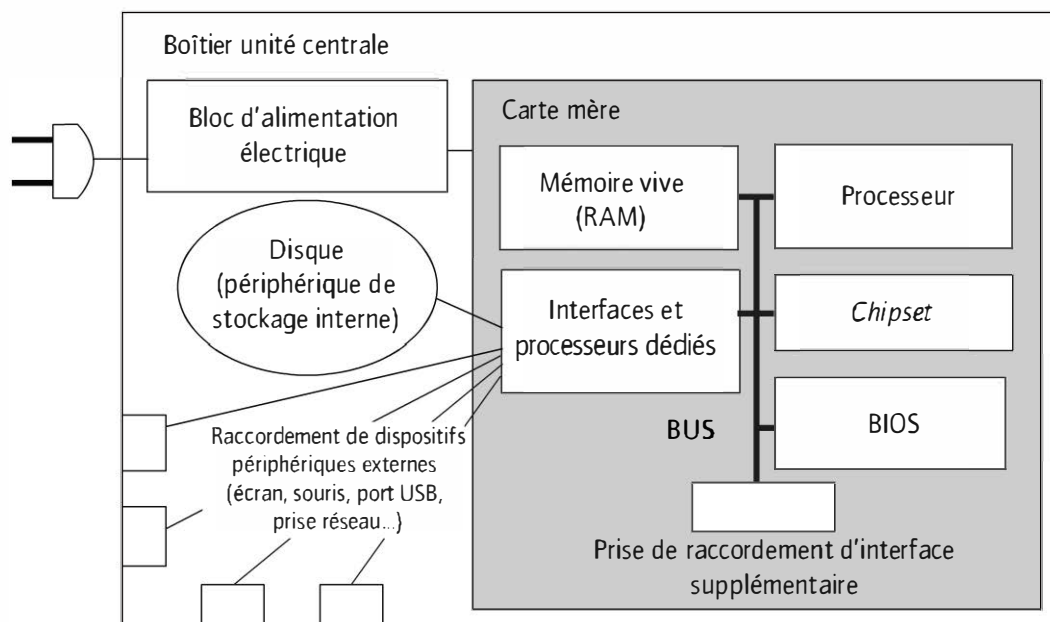 Boîtier unité centrale
Bloc d'alimentation
électrique
Carte mère
Mémoire vive
(RAM)
Processeur
Disque
(périphérique de
stockage interne)
Interfaces et
processeurs dédiés
Chipset
BUS
BIOS
Raccordement de dispositifs
périphériques externes
(écran, souris, port USB,
prise réseau...)
Prise de raccordement d'interface
supplémentaire